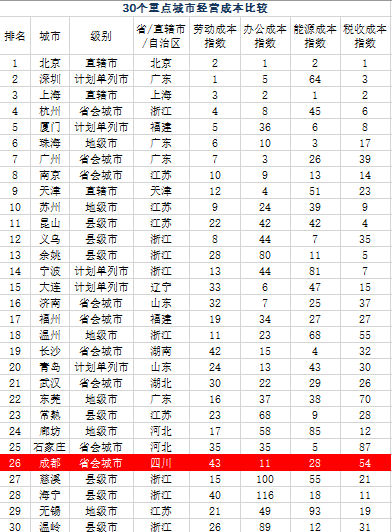 30个重点城市经营成本比较
排名 城市 级别 省/直辖市/自治区 劳动成本指数 办公成本指数 能源成本指数 税收成本指数
1 北京 直辖市 北京 2 1 2 1
2 深圳 计划单列市 广东 1 5 64 3
3 上海 直辖市 上海 3 2 1 2
4 杭州 省会城市 浙江 4 8 45 6
5 厦门 计划单列市 福建 5 36 6 8
6 珠海 地级市 广东 6 10 3 17
7 广州 省会城市 广东 7 3 26 39
8 南京 省会城市 江苏 10 9 13 14
9 天津 直辖市 天津 12 4 51 23
10 苏州 地级市 江苏 9 24 39 9
11 昆山 县级市 江苏 22 42 42 4
12 义乌 县级市 浙江 8 44 7 35
13 余姚 县级市 浙江 28 80 11 5
14 宁波 计划单列市 浙江 13 44 81 7
15 大连 计划单列市 辽宁 33 6 47 15
16 济南 省会城市 山东 32 7 25 37
17 福州 省会城市 福建 19 34 27 27
18 温州 地级市 浙江 11 23 68 55
19 长沙 省会城市 湖南 42 15 4 32
20 青岛 计划单列市 山东 24 13 43 30
21 武汉 省会城市 湖北 30 22 29 26
22 东莞 地级市 广东 16 37 38 70
23 常熟 县级市 江苏 23 68 9 28
24 廊坊 地级市 河北 17 58 85 12
25 石家庄 省会城市 河北 35 35 5 87
26 成都 省会城市 四川 43 11 28 54
27 慈溪 县级市 浙江 15 100 55 21
28 海宁 县级市 浙江 40 116 18 11
29 无锡 地级市 江苏 21 49 93 19
30 温岭 县级市 浙江 26 89 12 31